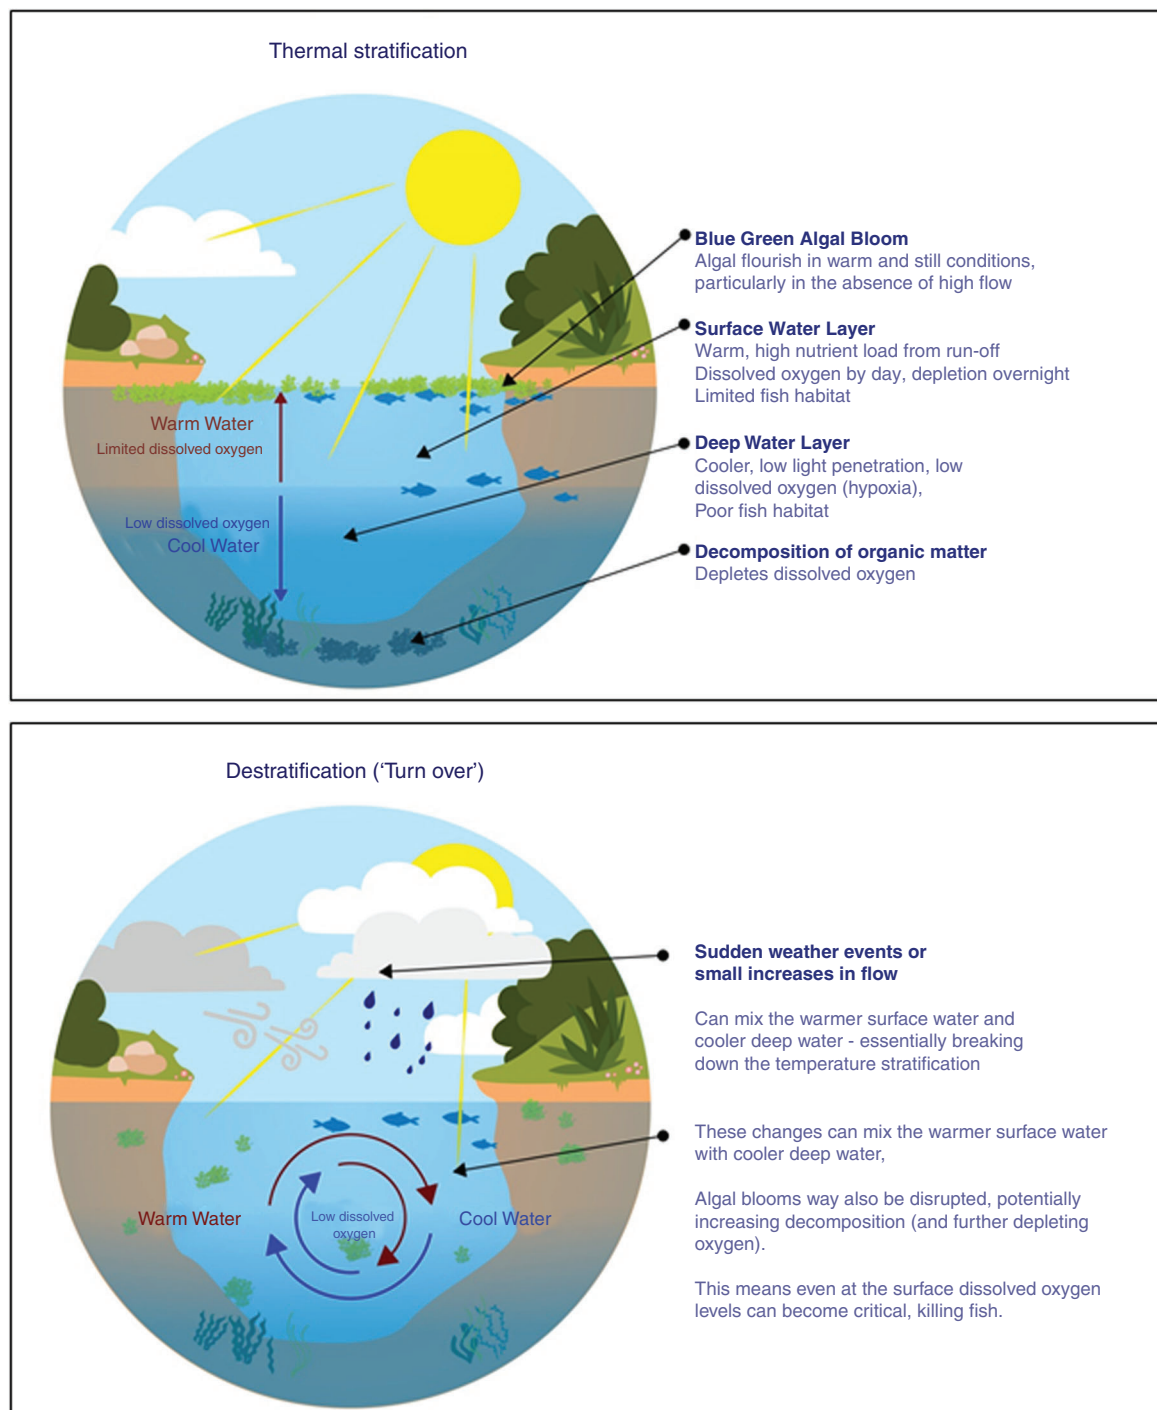 Thermal stratification
Blue Green Algal Bloom
Algal flourish in warm and still conditions,
particularly in the absence of high flow
Surface Water Layer
Warm, high nutrient load from run-off
Dissolved oxygen by day, depletion overnight
Limited fish habitat
Warm Water
Limited dissolved oxygen
Deep Water Layer
Cooler, low light penetration, low
dissolved oxygen (hypoxia),
Poor fish habitat
Low dissolved oxygen
Cool Water
Decomposition of organic matter
Depletes dissolved oxygen
Destratification (‘Turn over’)
Sudden weather events or
small increases in flow
Can mix the warmer surface water and
cooler deep water - essentially breaking
down the temperature stratification
These changes can mix the warmer surface water
with cooler deep water,
Algal blooms way also be disrupted, potentially
increasing decomposition (and further depleting
oxygen).
This means even at the surface dissolved oxygen
levels can become critical, killing fish.
Warm Water
Low dissolved
oxygen
Cool Water